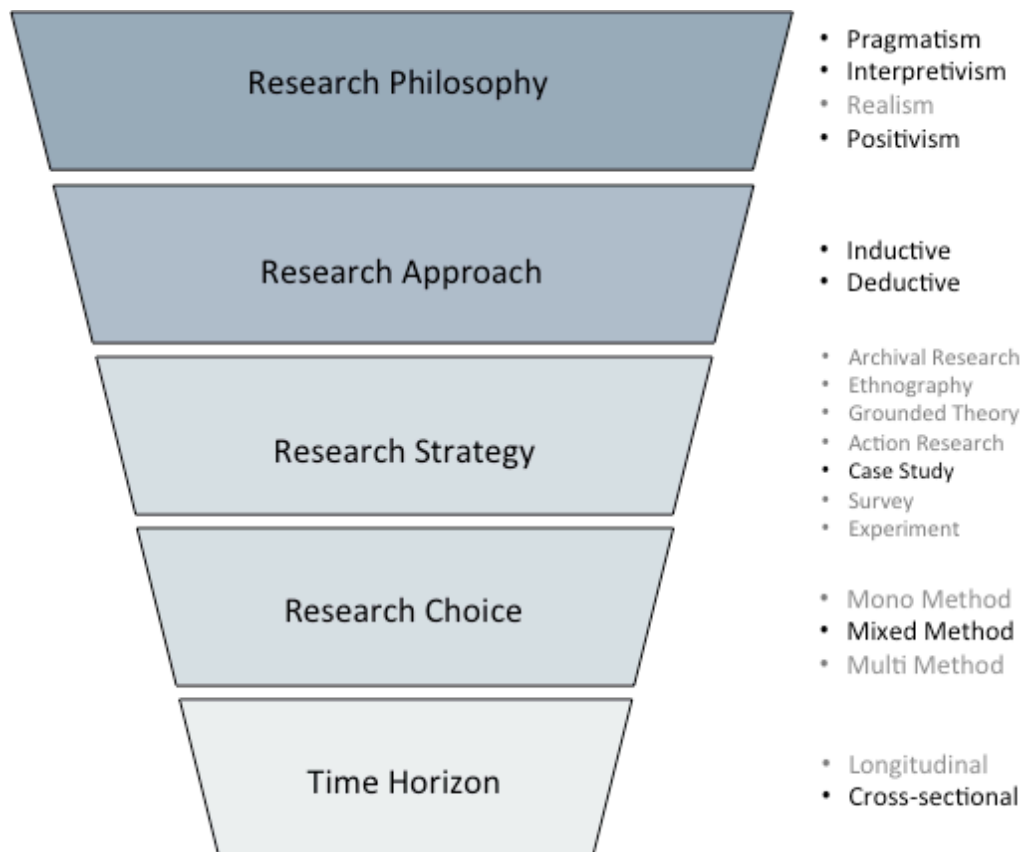 Research Philosophy
• Pragmatism
• Interpretivism
• Realism
• Positivism
Research Approach
• Inductive
• Deductive
Research Strategy
• Archival Research
• Ethnography
• Grounded Theory
• Action Research
• Case Study
• Survey
• Experiment
Research Choice
• Mono Method
• Mixed Method
• Multi Method
Time Horizon
• Longitudinal
• Cross-sectional